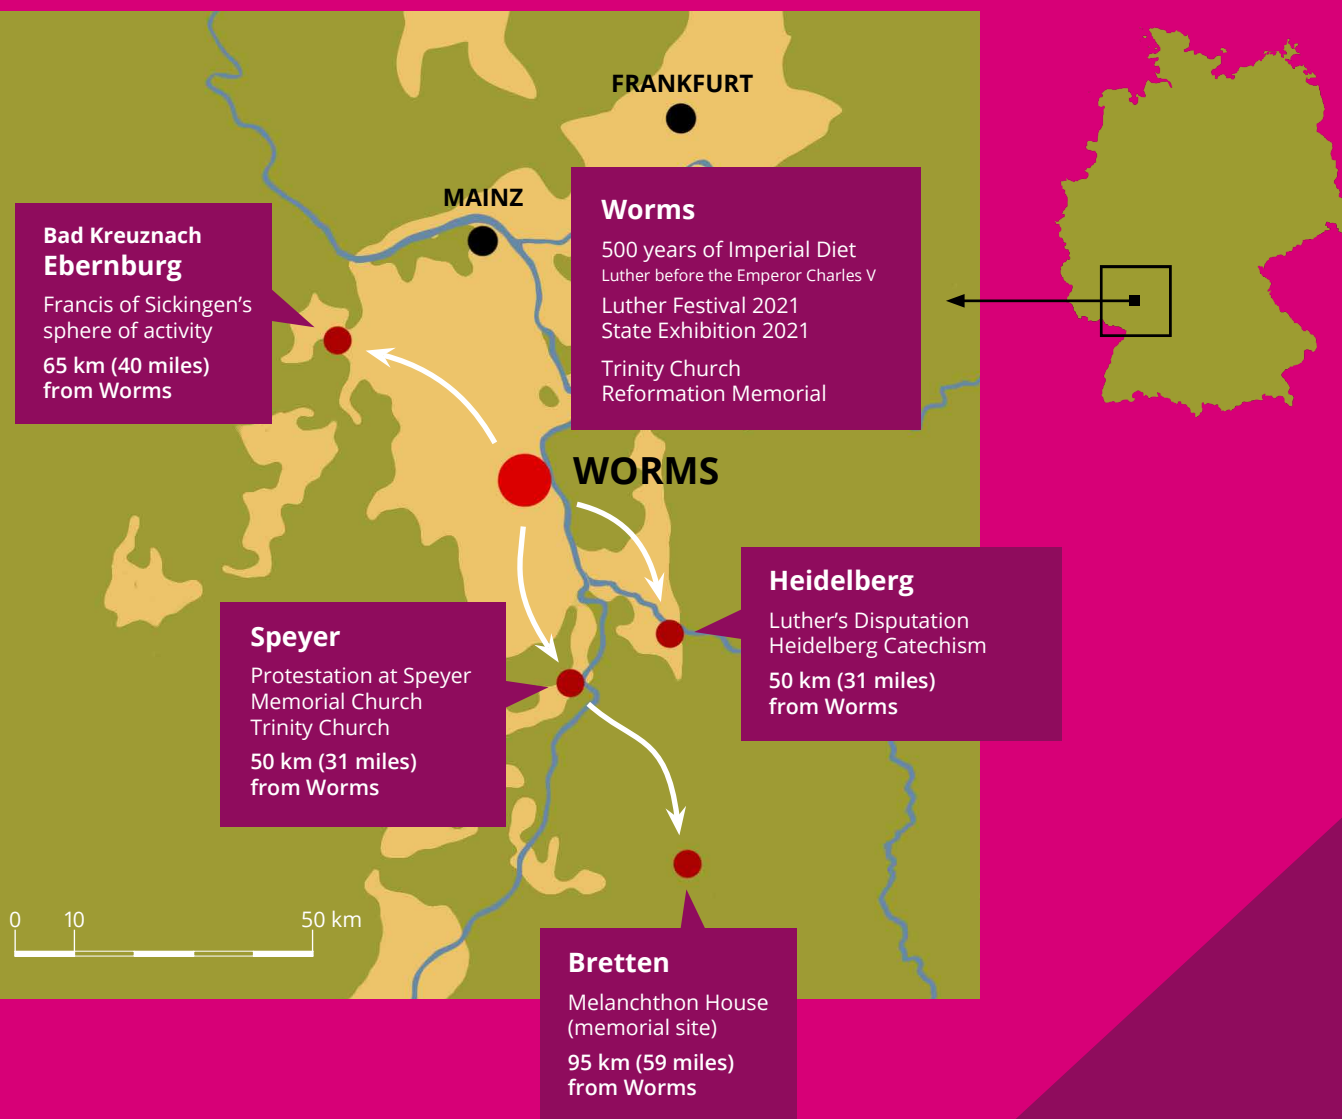 FRANKFURT
MAINZ
Worms
500 years of Imperial Diet
Luther before the Emperor Charles V
Luther Festival 2021
State Exhibition 2021
Trinity Church
Reformation Memorial
Bad Kreuznach
Ebernburg
Francis of Sickingen’s
sphere of activity
65 km (40 miles)
from Worms
WORMS
Heidelberg
Luther’s Disputation
Heidelberg Catechism
50 km (31 miles)
from Worms
Speyer
Protestation at Speyer
Memorial Church
Trinity Church
50 km (31 miles)
from Worms
0 10 50 km
Bretten
Melanchthon House
(memorial site)
95 km (59 miles)
from Worms